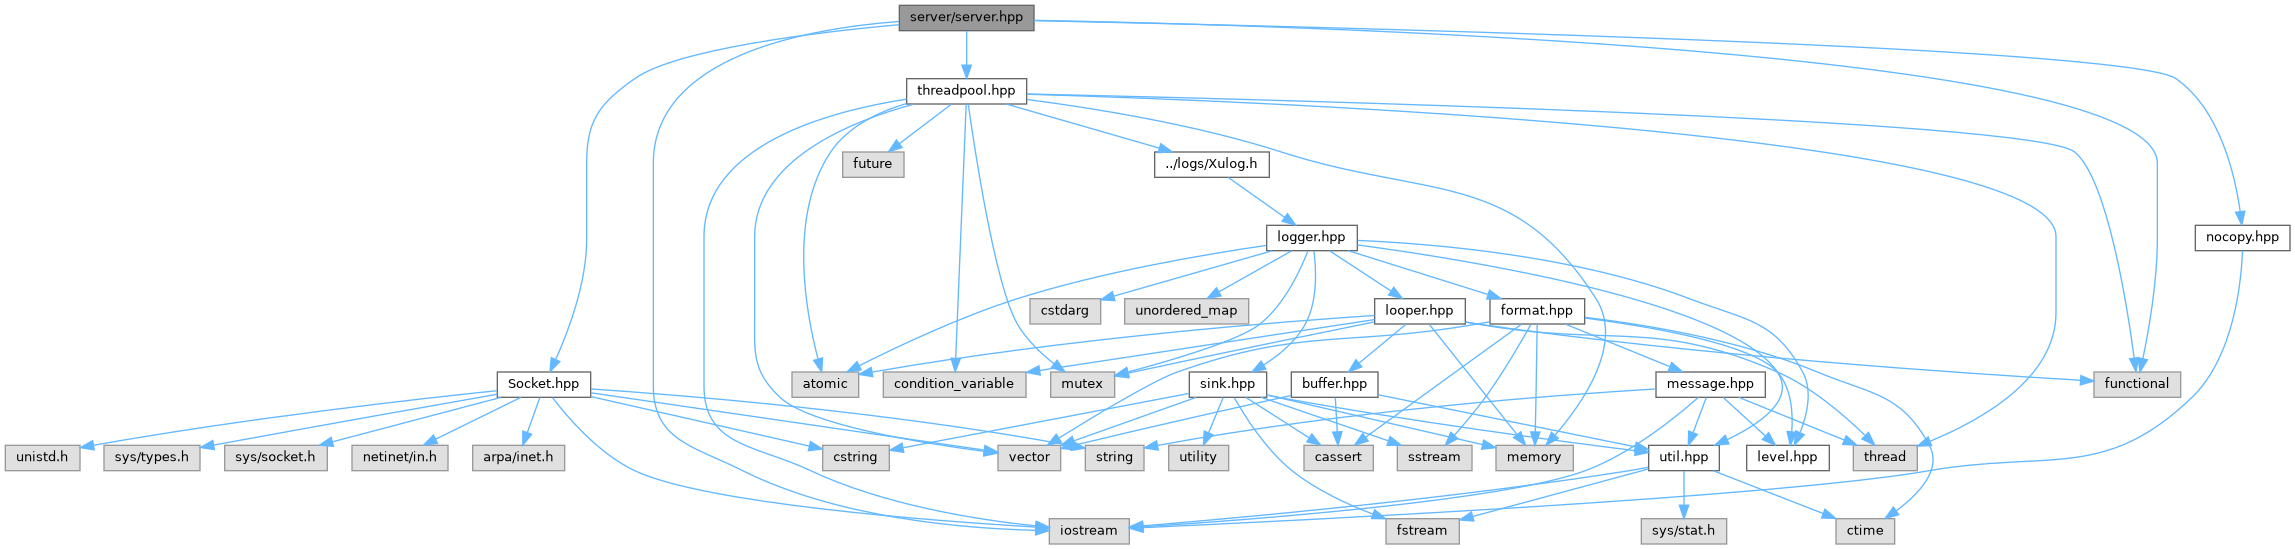 server/server.hpp
threadpool.hpp
future
../logs/Xulog.h
logger.hpp
nocopy.hpp
cstdarg
unordered_map
looper.hpp
format.hpp
Socket.hpp
atomic
condition_variable
mutex
sink.hpp
buffer.hpp
message.hpp
functional
unistd.h
sys/types.h
sys/socket.h
netinet/in.h
arpa/inet.h
cstring
vector
string
utility
cassert
sstream
memory
util.hpp
level.hpp
thread
iostream
fstream
sys/stat.h
ctime